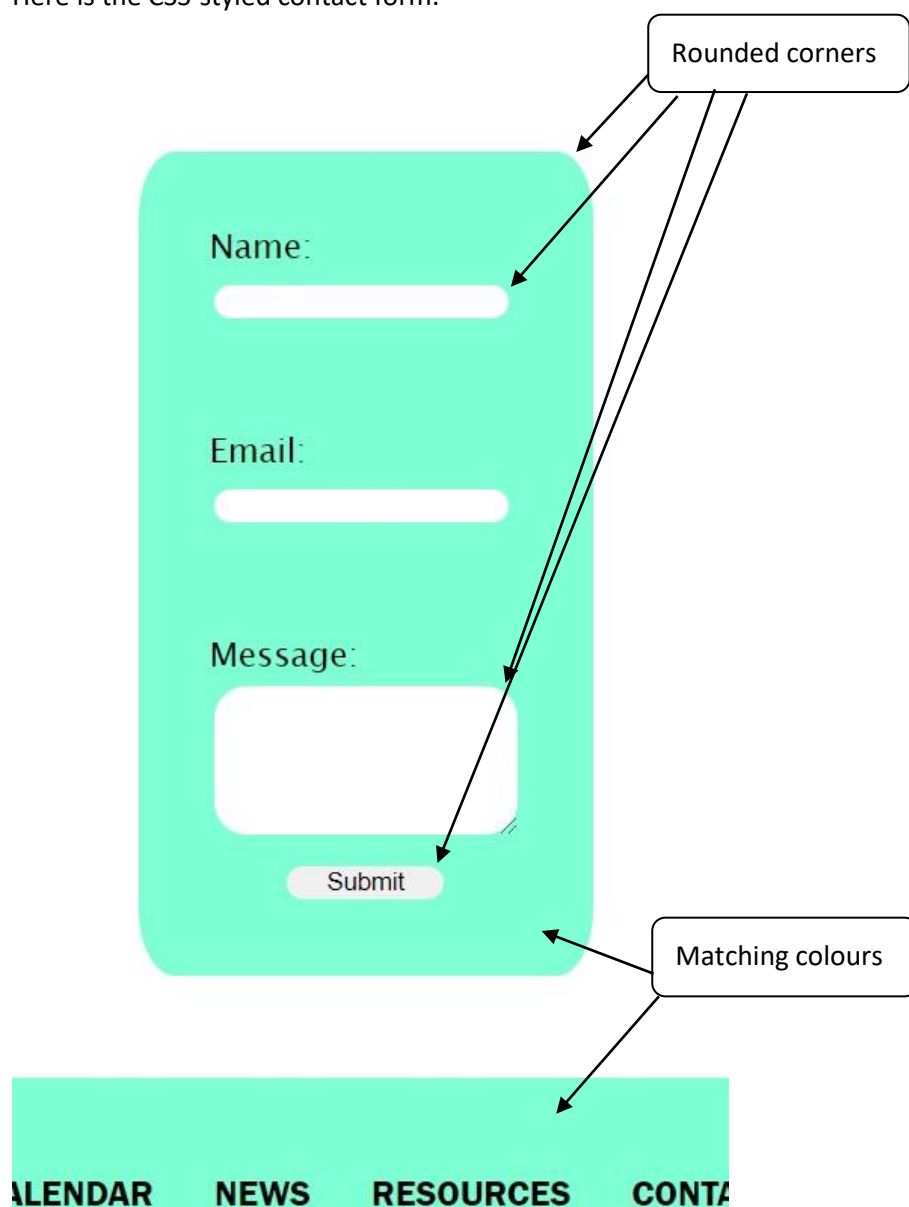 Here is the CSS-styled contact form:
Rounded corners
Name:
Email:
Message:
Submit
Matching colours
ALENDAR NEWS RESOURCES CONTA